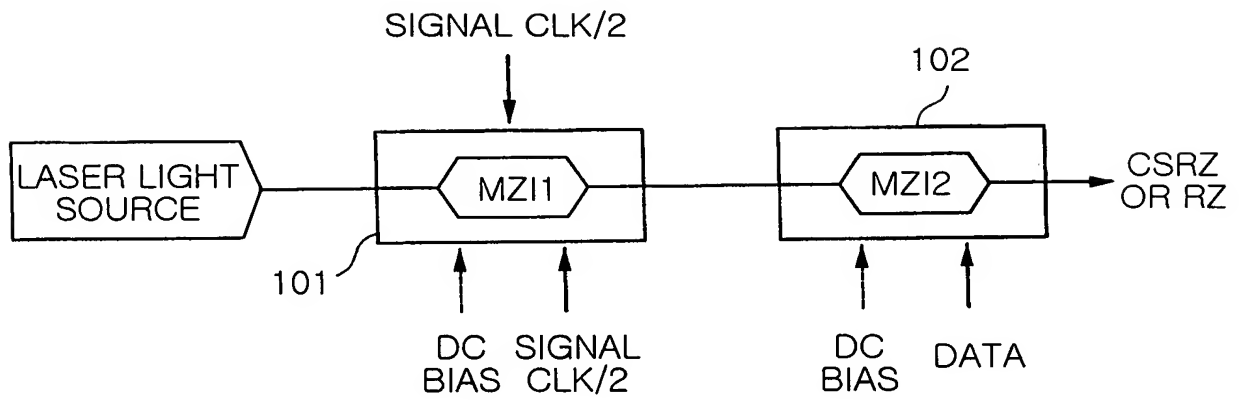 SIGNAL CLK/2
102
LASER LIGHT
SOURCE
MZI1
MZI2
CSRZ
OR RZ
101
DC
BIAS
SIGNAL
CLK/2
DC
BIAS
DATA